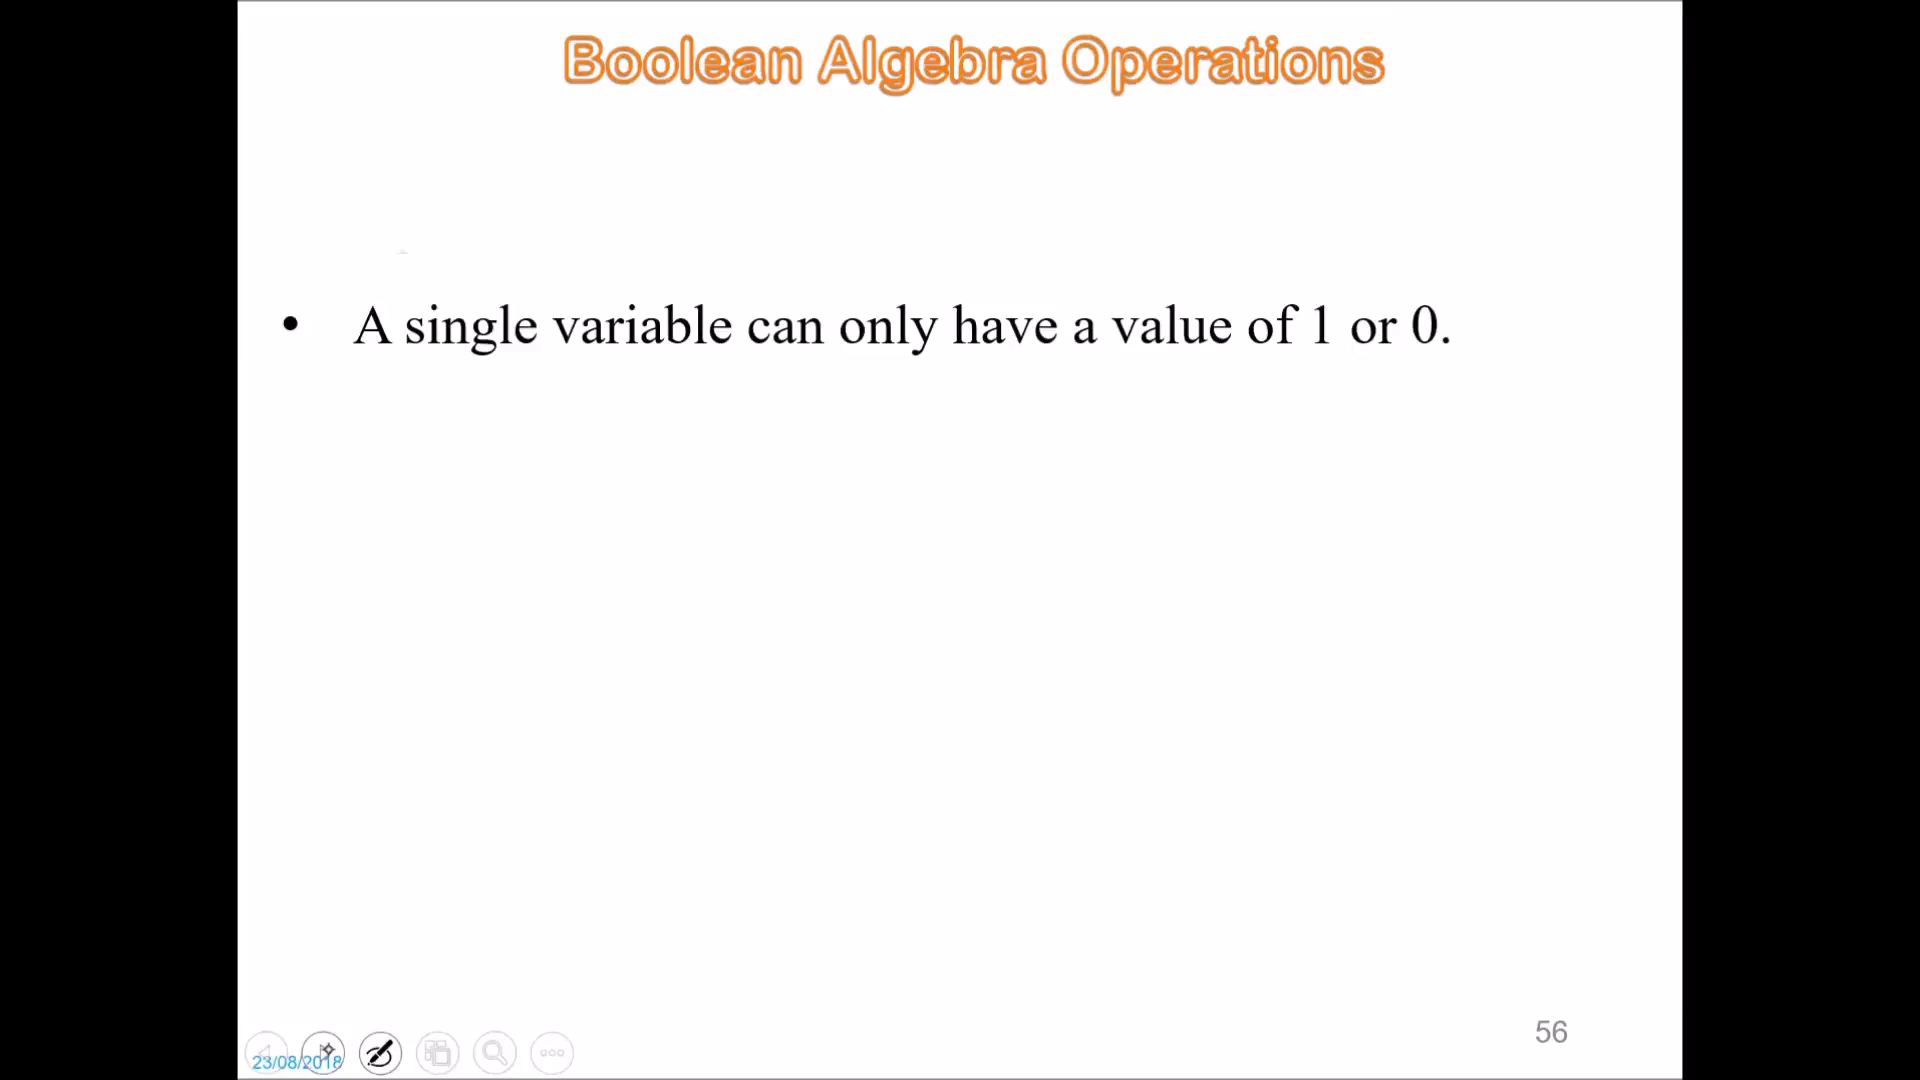 Boolean Algebra Operations
• A single variable can only have a value of 1 or 0.
56
23/08/2018